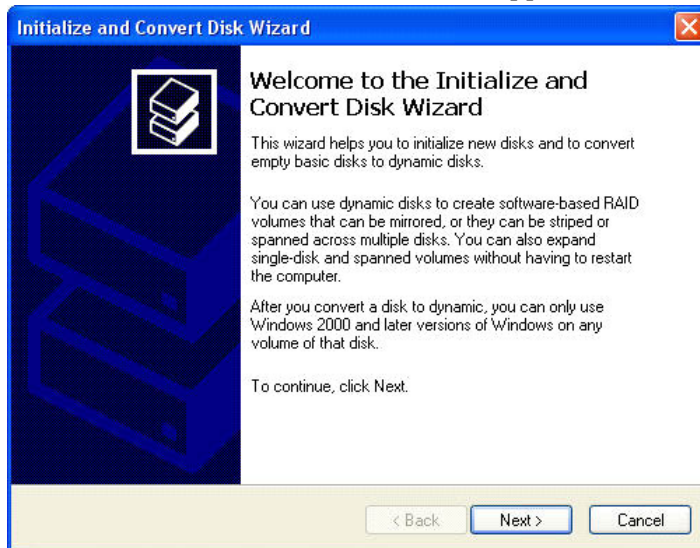 Initialize and Convert Disk Wizard
Welcome to the Initialize and
Convert Disk Wizard
This wizard helps you to initialize new disks and to convert
empty basic disks to dynamic disks.
You can use dynamic disks to create software-based RAID
volumes that can be mirrored, or they can be striped or
spanned across multiple disks. You can also expand
single-disk and spanned volumes without having to restart
the computer.
After you convert a disk to dynamic, you can only use
Windows 2000 and later versions of Windows on any
volume of that disk.
To continue, click Next.
< Back Next > Cancel